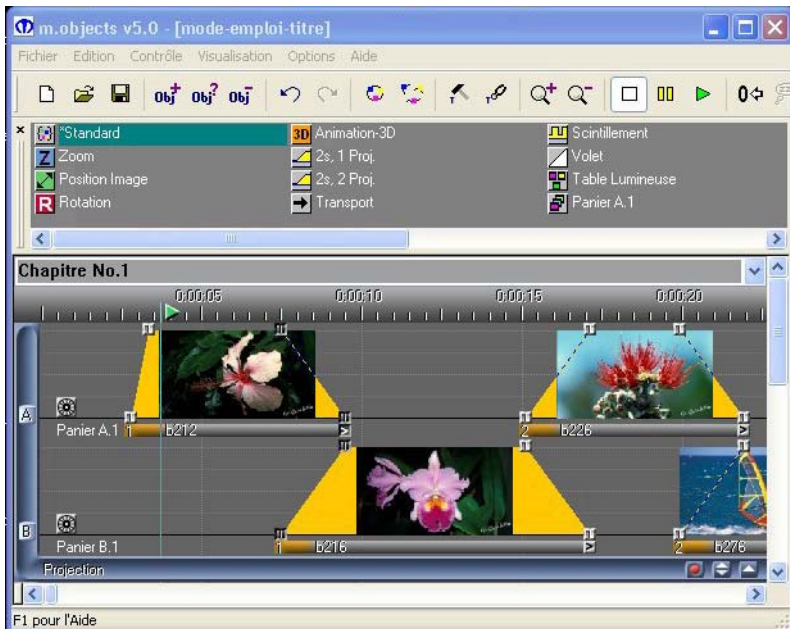 m.objects v5.0 - [mode-emploi-titre]
Fichier Edition Contrôle Visualisation Options Aide
obj+ obj? obj-
*Standard
Zoom
Position Image
Rotation
3D Animation-3D
2s, 1 Proj.
2s, 2 Proj.
Transport
Scintillement
Volet
Table Lumineuse
Panier A.1
Chapitre No.1
0:00:05 0:00:10 0:00:15 0:00:20
A
Panier A.1 1 b212 2 b226
B
Panier B.1 1 b216 2 b276
Projection
F1 pour l'Aide